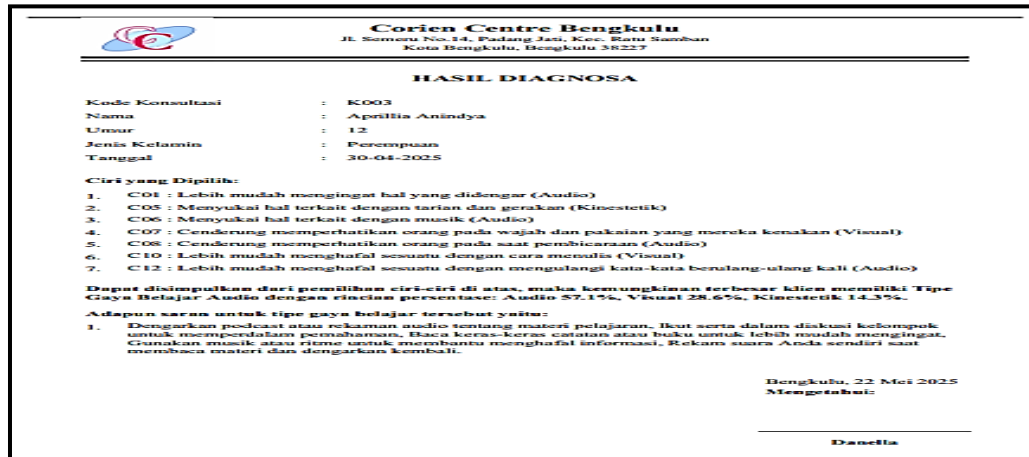 Corien Centre Bengkulu
Jl. Semeru No.14, Padang Jati, Kec. Ratu Samban
Kota Bengkulu, Bengkulu 38227
HASIL DIAGNOSA
Kode Konsultasi : K003
Nama : Aprillia Anindya
Umur : 12
Jenis Kelamin : Perempuan
Tanggal : 30-04-2025
Ciri yang Dipilih:
1. C01 : Lebih mudah mengingat hal yang didengar (Audio)
2. C05 : Menyukai hal terkait dengan tarian dan gerakan (Kinestetik)
3. C06 : Menyukai hal terkait dengan musik (Audio)
4. C07 : Cenderung memperhatikan orang pada wajah dan pakaian yang mereka kenakan (Visual)
5. C08 : Cenderung memperhatikan orang pada saat pembicaraan (Audio)
6. C10 : Lebih mudah menghafal sesuatu dengan cara menulis (Visual)
7. C12 : Lebih mudah menghafal sesuatu dengan mengulangi kata-kata berulang-ulang kali (Audio)
Dapat disimpulkan dari pemilihan ciri-ciri di atas, maka kemungkinan terbesar klien memiliki Tipe
Gaya Belajar Audio dengan rincian persentase: Audio 57.1%, Visual 28.6%, Kinestetik 14.3%.
Adapun saran untuk tipe gaya belajar tersebut yaitu:
1. Dengarkan podcast atau rekaman audio tentang materi pelajaran, Ikut serta dalam diskusi kelompok
untuk memperdalam pemahaman, Baca keras-keras catatan atau buku untuk lebih mudah mengingat,
Gunakan musik atau ritme untuk membantu menghafal informasi, Rekam suara Anda sendiri saat
membaca materi dan dengarkan kembali.
Bengkulu, 22 Mei 2025
Mengetahui:
Danella